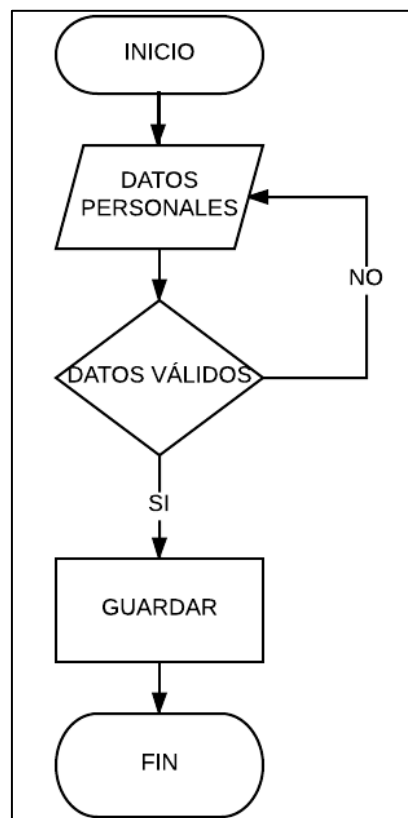 INICIO
DATOS
PERSONALES
NO
DATOS VÁLIDOS
SI
GUARDAR
FIN